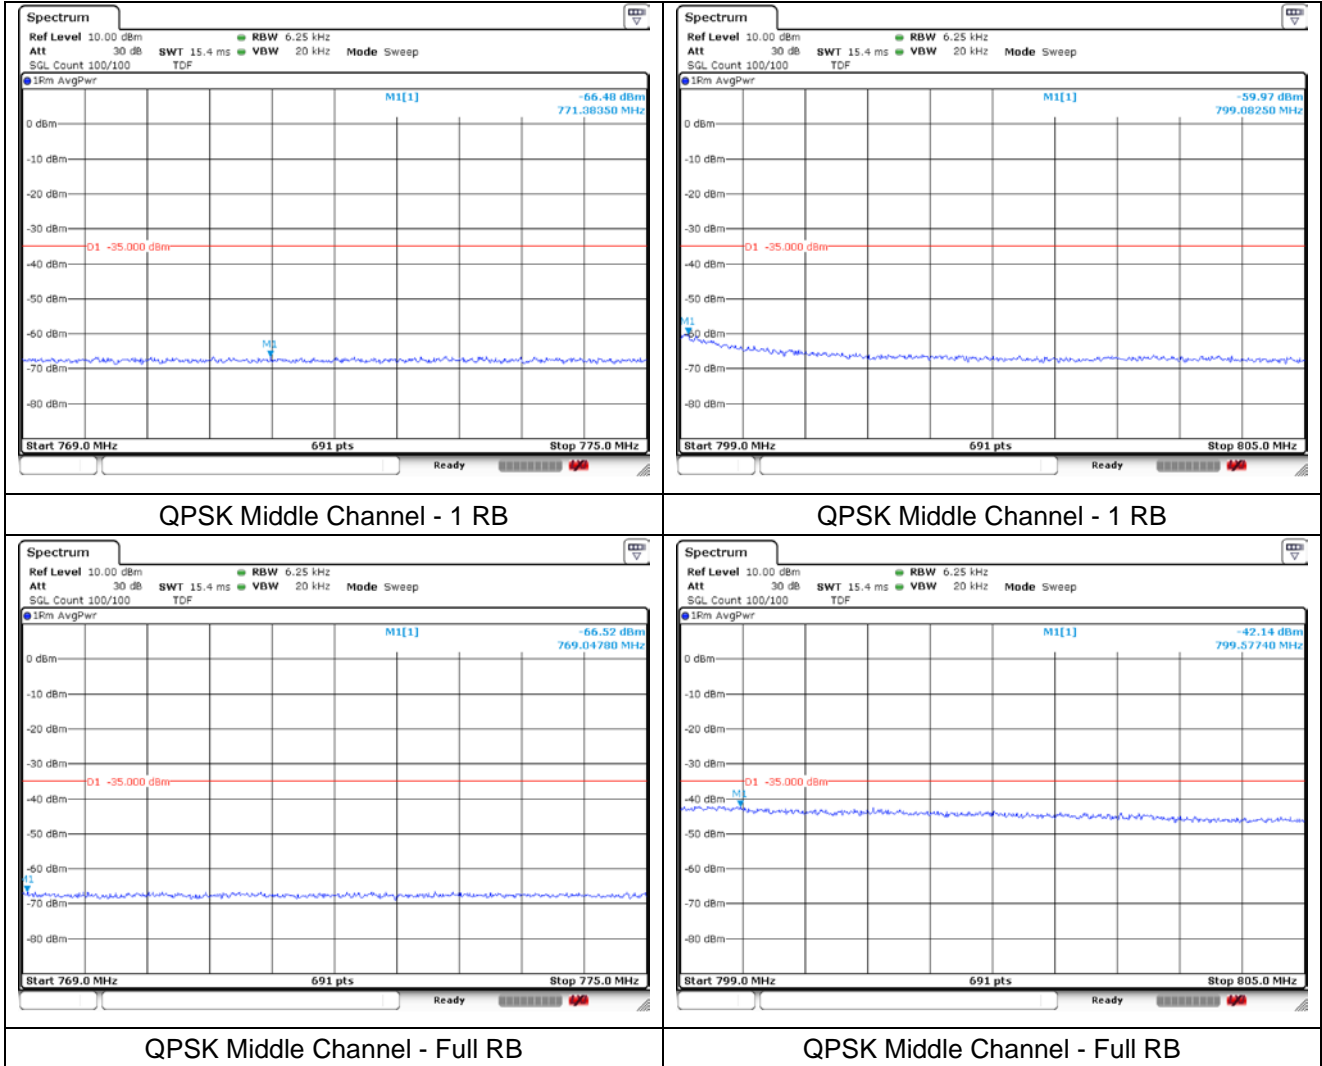 Spectrum
Ref Level 10.00 dBm RBW 6.25 kHz
Att 30 dB SWT 15.4 ms VBW 20 kHz Mode Sweep
SGL Count 100/100 TDF
1Rm AvgPwr
M1[1] -66.48 dBm
771.38350 MHz
0 dBm
-10 dBm
-20 dBm
-30 dBm
D1 -35.000 dBm
-40 dBm
-50 dBm
-60 dBm
M1
-70 dBm
-80 dBm
Start 769.0 MHz 691 pts Stop 775.0 MHz
Ready
QPSK Middle Channel - 1 RB
Spectrum
Ref Level 10.00 dBm RBW 6.25 kHz
Att 30 dB SWT 15.4 ms VBW 20 kHz Mode Sweep
SGL Count 100/100 TDF
1Rm AvgPwr
M1[1] -59.97 dBm
799.08250 MHz
0 dBm
-10 dBm
-20 dBm
-30 dBm
D1 -35.000 dBm
-40 dBm
-50 dBm
M1
-60 dBm
-70 dBm
-80 dBm
Start 799.0 MHz 691 pts Stop 805.0 MHz
Ready
QPSK Middle Channel - 1 RB
Spectrum
Ref Level 10.00 dBm RBW 6.25 kHz
Att 30 dB SWT 15.4 ms VBW 20 kHz Mode Sweep
SGL Count 100/100 TDF
1Rm AvgPwr
M1[1] -66.52 dBm
769.04780 MHz
0 dBm
-10 dBm
-20 dBm
-30 dBm
D1 -35.000 dBm
-40 dBm
-50 dBm
-60 dBm
M1
-70 dBm
-80 dBm
Start 769.0 MHz 691 pts Stop 775.0 MHz
Ready
QPSK Middle Channel - Full RB
Spectrum
Ref Level 10.00 dBm RBW 6.25 kHz
Att 30 dB SWT 15.4 ms VBW 20 kHz Mode Sweep
SGL Count 100/100 TDF
1Rm AvgPwr
M1[1] -42.14 dBm
799.57740 MHz
0 dBm
-10 dBm
-20 dBm
-30 dBm
D1 -35.000 dBm
M1
-40 dBm
-50 dBm
-60 dBm
-70 dBm
-80 dBm
Start 799.0 MHz 691 pts Stop 805.0 MHz
Ready
QPSK Middle Channel - Full RB